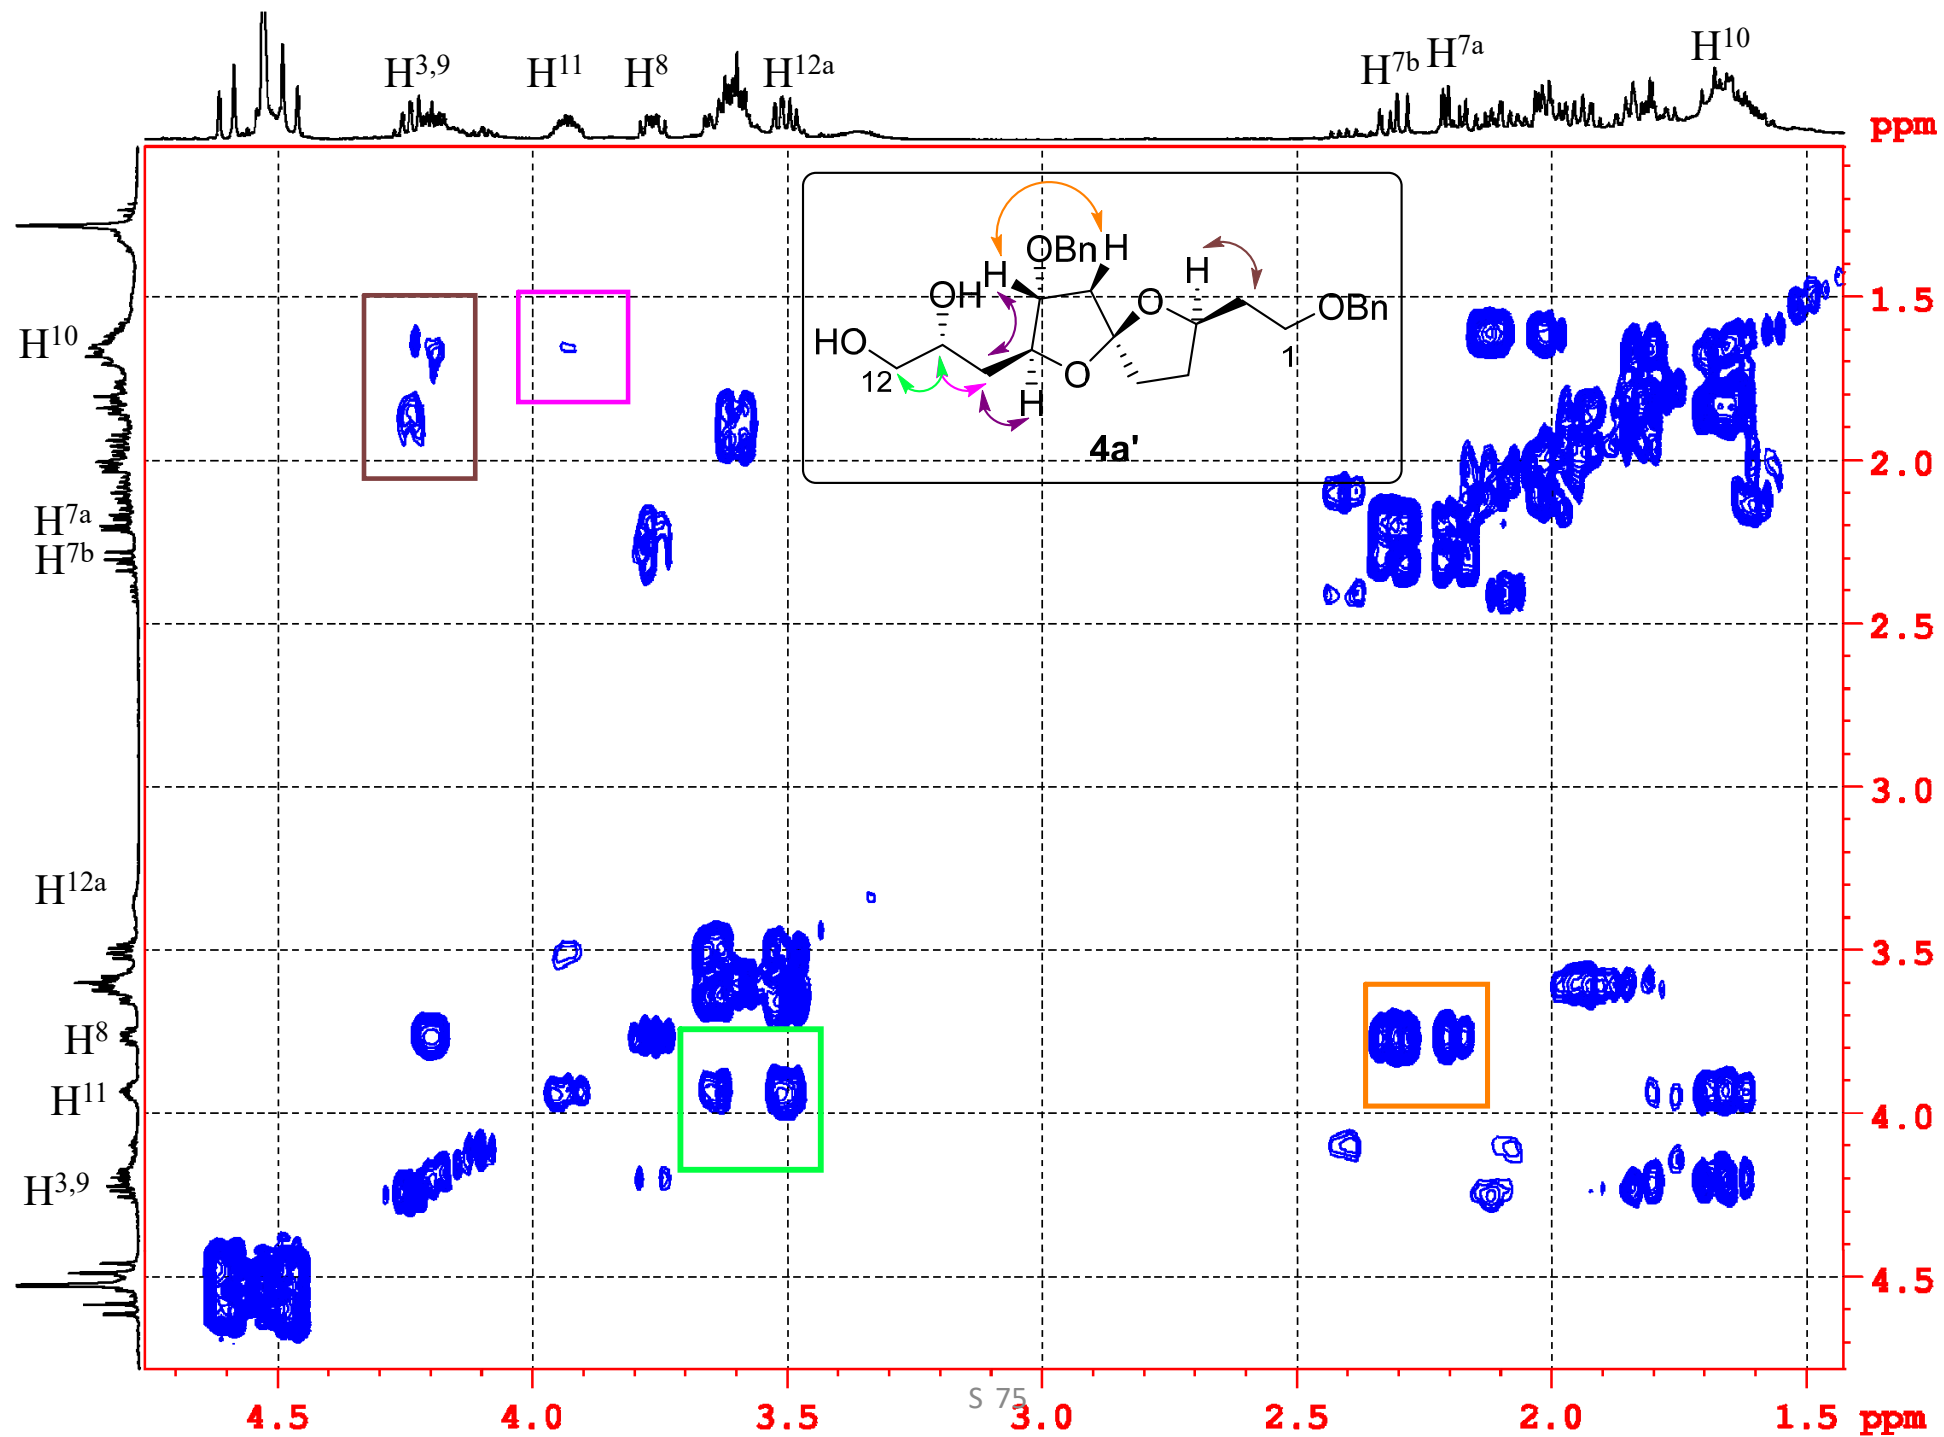 H3,9 H11 H8 H12a H7b H7a H10
ppm
OBn H H
H OH O OBn
HO 12 O 1
H
4a'
H10
H7a
H7b
H12a
H8
H11
H3,9
1.5
2.0
2.5
3.0
3.5
4.0
4.5
S 75
4.5 4.0 3.5 3.0 2.5 2.0 1.5 ppm